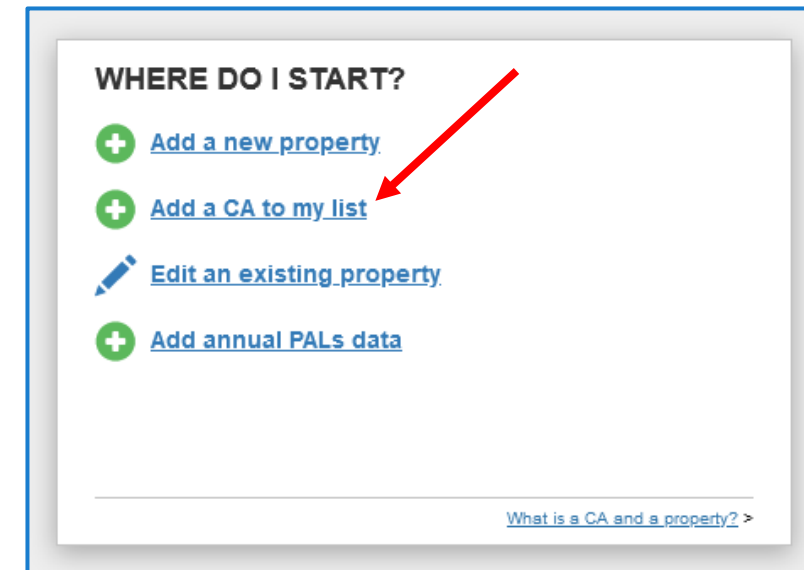 WHERE DO I START?
Add a new property
Add a CA to my list
Edit an existing property
Add annual PALs data
What is a CA and a property? >